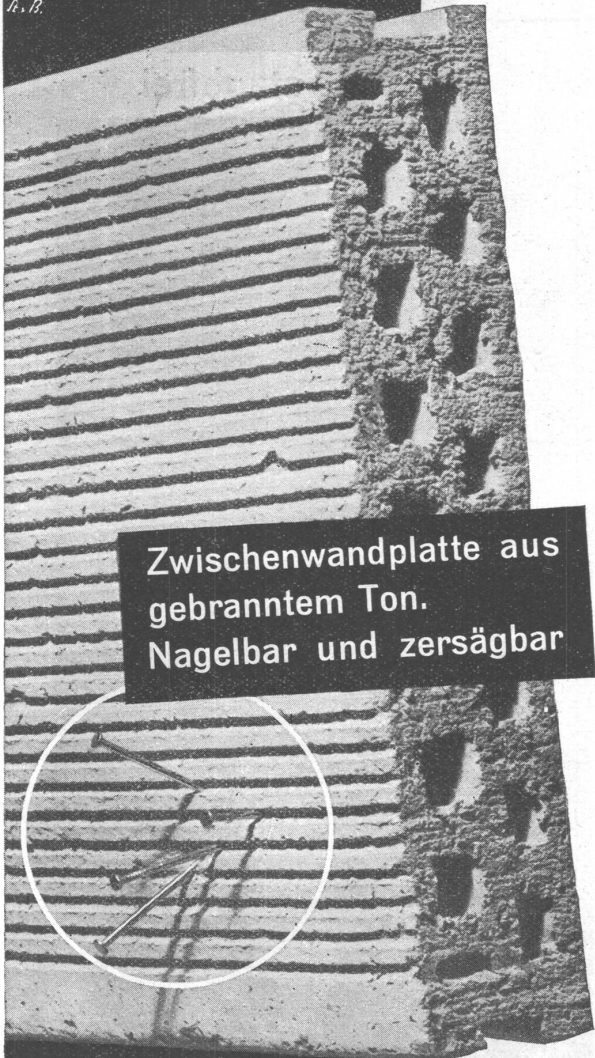 A. B.
Zwischenwandplatte aus
gebranntem Ton.
Nagelbar und zersägbar